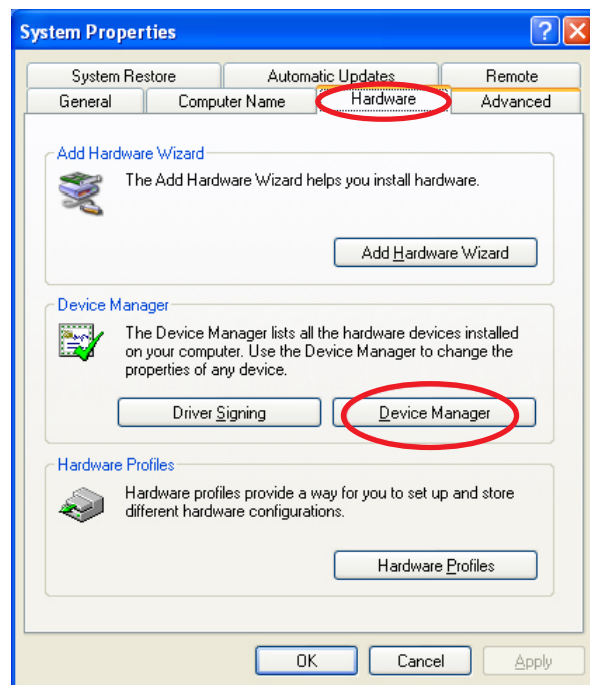 System Properties
System Restore Automatic Updates Remote
General Computer Name Hardware Advanced
Add Hardware Wizard
The Add Hardware Wizard helps you install hardware.
Add Hardware Wizard
Device Manager
The Device Manager lists all the hardware devices installed
on your computer. Use the Device Manager to change the
properties of any device.
Driver Signing Device Manager
Hardware Profiles
Hardware profiles provide a way for you to set up and store
different hardware configurations.
Hardware Profiles
OK Cancel Apply